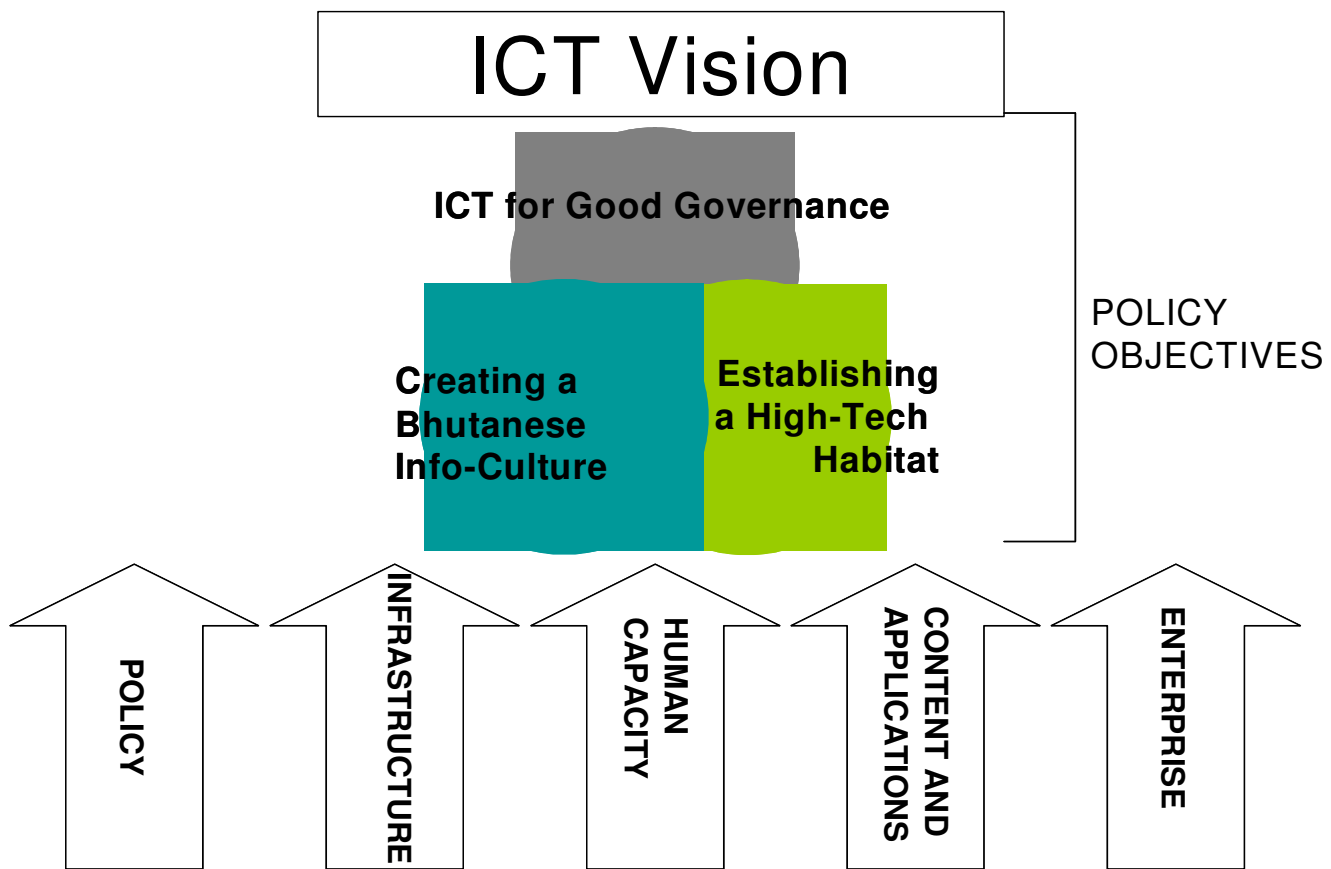 ICT Vision
ICT for Good Governance
Creating a
Bhutanese
Info-Culture
Establishing
a High-Tech
Habitat
POLICY
OBJECTIVES
POLICY
INFRASTRUCTURE
HUMAN
CAPACITY
CONTENT AND
APPLICATIONS
ENTERPRISE